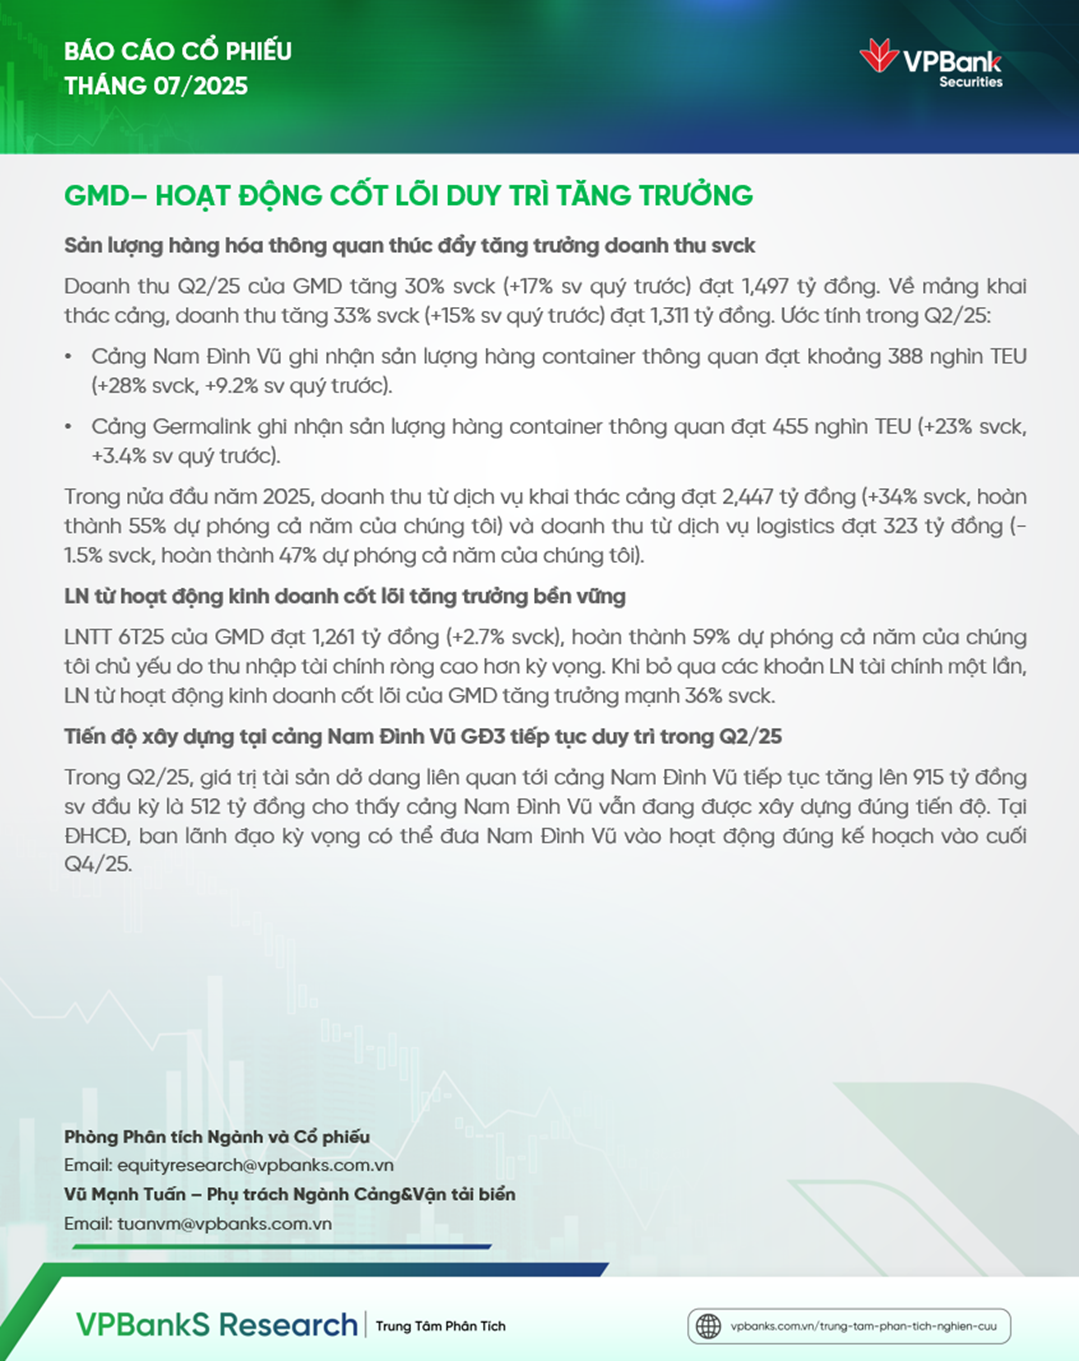 BÁO CÁO CỔ PHIẾU
THÁNG 07/2025
VPBank
Securities
GMD– HOẠT ĐỘNG CỐT LÕI DUY TRÌ TĂNG TRƯỞNG
Sản lượng hàng hóa thông quan thúc đẩy tăng trưởng doanh thu svck
Doanh thu Q2/25 của GMD tăng 30% svck (+17% sv quý trước) đạt 1,497 tỷ đồng. Về mảng khai
thác cảng, doanh thu tăng 33% svck (+15% sv quý trước) đạt 1,311 tỷ đồng. Ước tính trong Q2/25:
• Cảng Nam Đình Vũ ghi nhận sản lượng hàng container thông quan đạt khoảng 388 nghìn TEU
(+28% svck, +9.2% sv quý trước).
• Cảng Germalink ghi nhận sản lượng hàng container thông quan đạt 455 nghìn TEU (+23% svck,
+3.4% sv quý trước).
Trong nửa đầu năm 2025, doanh thu từ dịch vụ khai thác cảng đạt 2,447 tỷ đồng (+34% svck, hoàn
thành 55% dự phóng cả năm của chúng tôi) và doanh thu từ dịch vụ logistics đạt 323 tỷ đồng (-
1.5% svck, hoàn thành 47% dự phóng cả năm của chúng tôi).
LN từ hoạt động kinh doanh cốt lõi tăng trưởng bền vững
LNTT 6T25 của GMD đạt 1,261 tỷ đồng (+2.7% svck), hoàn thành 59% dự phóng cả năm của chúng
tôi chủ yếu do thu nhập tài chính ròng cao hơn kỳ vọng. Khi bỏ qua các khoản LN tài chính một lần,
LN từ hoạt động kinh doanh cốt lõi của GMD tăng trưởng mạnh 36% svck.
Tiến độ xây dựng tại cảng Nam Đình Vũ GĐ3 tiếp tục duy trì trong Q2/25
Trong Q2/25, giá trị tài sản dở dang liên quan tới cảng Nam Đình Vũ tiếp tục tăng lên 915 tỷ đồng
sv đầu kỳ là 512 tỷ đồng cho thấy cảng Nam Đình Vũ vẫn đang được xây dựng đúng tiến độ. Tại
ĐHCĐ, ban lãnh đạo kỳ vọng có thể đưa Nam Đình Vũ vào hoạt động đúng kế hoạch vào cuối
Q4/25.
Phòng Phân tích Ngành và Cổ phiếu
Email: equityresearch@vpbanks.com.vn
Vũ Mạnh Tuấn – Phụ trách Ngành Cảng&Vận tải biển
Email: tuanvm@vpbanks.com.vn
VPBankS Research | Trung Tâm Phân Tích
vpbanks.com.vn/trung-tam-phan-tich-nghien-cuu